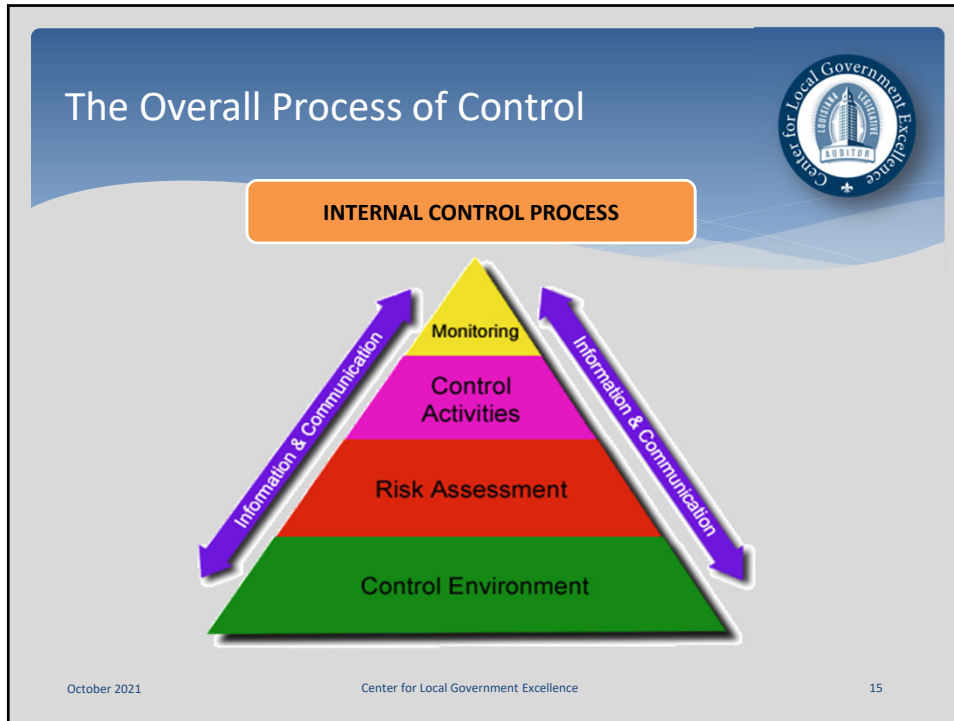 The Overall Process of Control
Center for Local Government Excellence
LOUISIANA LEGISLATIVE
AUDITOR
INTERNAL CONTROL PROCESS
Information & Communication
Monitoring
Information & Communication
Control
Activities
Risk Assessment
Control Environment
October 2021
Center for Local Government Excellence
15